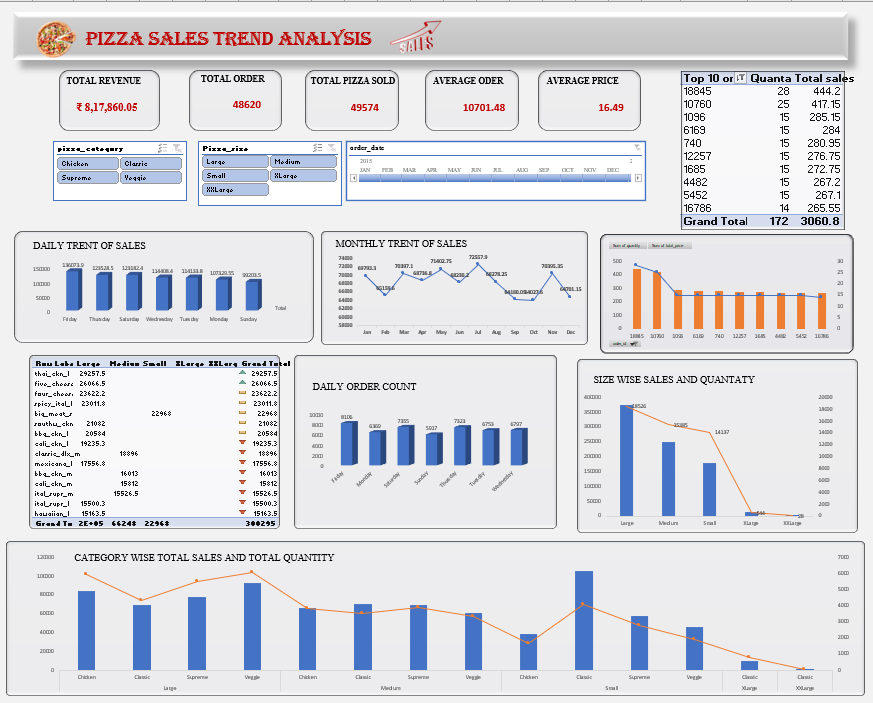 PIZZA SALES TREND ANALYSIS
SALES
TOTAL REVENUE
₹ 8,17,860.05
TOTAL ORDER
48620
TOTAL PIZZA SOLD
49574
AVERAGE ODER
10701.48
AVERAGE PRICE
16.49
Top 10 or Quanta Total sales
18845 28 444.2
10760 25 417.15
1096 15 285.15
6169 15 284
740 15 280.95
12257 15 276.75
1685 15 272.75
4482 15 267.2
5452 15 267.1
16786 14 265.55
Grand Total 172 3060.8
pizza_category
Chicken Classic
Supreme Veggie
Pizza_size
Large Medium
Small XLarge
XXLarge
order_date
2015
JAN FEB MAR APR MAY JUN JUL AUG SEP OCT NOV DEC
DAILY TRENT OF SALES
136073.9 123528.5 123182.4 114408.4 114133.8 107329.55 99203.5
150000
100000
50000
0
Friday Thursday Saturday Wednesday Tuesday Monday Sunday
Total
MONTHLY TRENT OF SALES
74000
72000
70000
68000
66000
64000
62000
60000
58000
69793.3 65159.6 70397.1 68736.8 71402.75 68230.2 72557.9 68278.25 64180.05 64027.6 70395.35 64701.15
Jan Feb Mar Apr May Jun Jul Aug Sep Oct Nov Dec
Sum of quantity Sum of total_price
500
400
300
200
100
0
30
25
20
15
10
5
0
18845 10760 1096 6169 740 12257 1685 4482 5452 16786
order_id
Row Labe Large Medium Small XLarge XXLarg Grand Total
thai_ckn_l 29257.5 29257.5
five_cheese 26066.5 26066.5
four_cheese 23622.2 23622.2
spicy_ital_l 23011.8 23011.8
big_meat_s 22968 22968
southw_ckn 21082 21082
bbq_ckn_l 20584 20584
cali_ckn_l 19235.3 19235.3
classic_dlx_m 18896 18896
mexicana_l 17556.8 17556.8
bbq_ckn_m 16013 16013
cali_ckn_m 15812 15812
ital_supr_m 15526.5 15526.5
ital_supr_l 15500.3 15500.3
hawaiian_l 15163.5 15163.5
Grand To 2E+05 66248 22968 300295
DAILY ORDER COUNT
10000
8000
6000
4000
2000
0
8106 6369 7355 5917 7323 6753 6797
Friday Monday Saturday Sunday Thursday Tuesday Wednesday
SIZE WISE SALES AND QUANTATY
400000
350000
300000
250000
200000
150000
100000
50000
0
20000
18000
16000
14000
12000
10000
8000
6000
4000
2000
0
18526
15385
14137
544
28
Large Medium Small XLarge XXLarge
CATEGORY WISE TOTAL SALES AND TOTAL QUANTITY
120000
100000
80000
60000
40000
20000
0
7000
6000
5000
4000
3000
2000
1000
0
Chicken Classic Supreme Veggie Chicken Classic Supreme Veggie Chicken Classic Supreme Veggie Classic Classic
Large Medium Small XLarge XXLarge